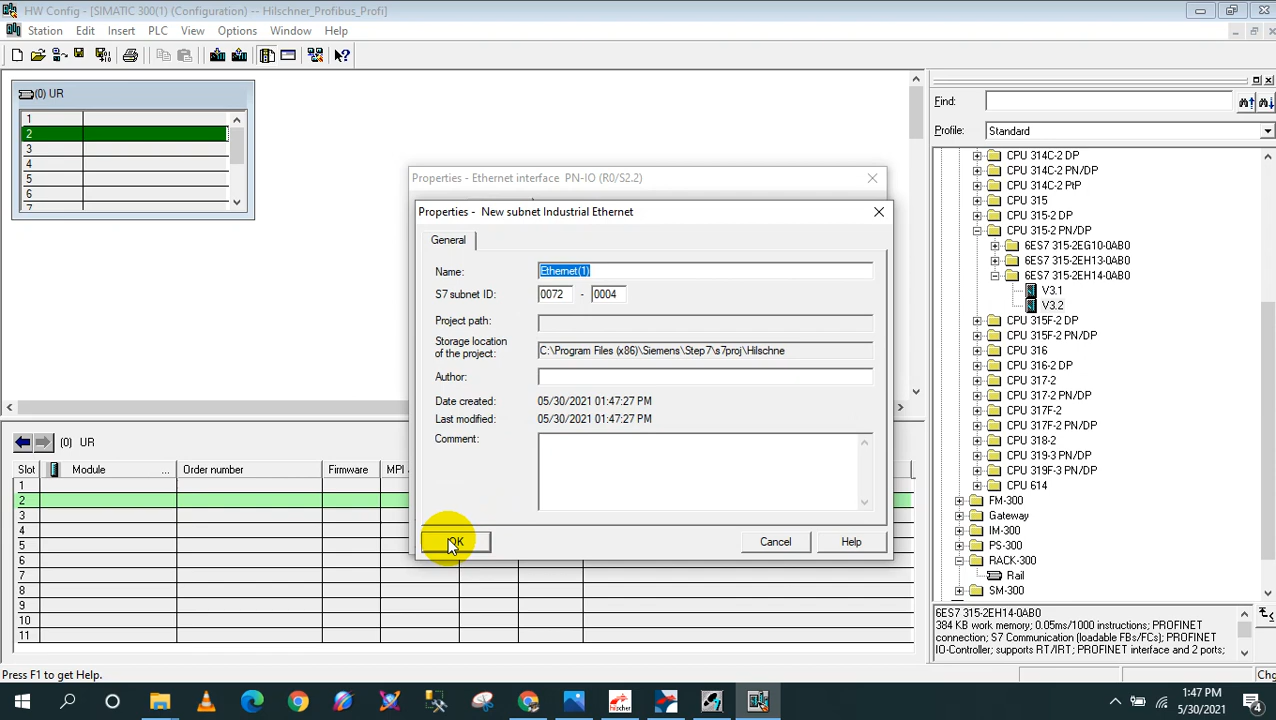 HW Config - [SIMATIC 300(1) (Configuration) -- Hilschner_Profibus_Profi]
Station Edit Insert PLC View Options Window Help
(0) UR
1
2
3
4
5
6
7
Find:
Profile: Standard
CPU 314C-2 DP
CPU 314C-2 PN/DP
CPU 314C-2 PtP
CPU 315
CPU 315-2 DP
CPU 315-2 PN/DP
6ES7 315-2EG10-0AB0
6ES7 315-2EH13-0AB0
6ES7 315-2EH14-0AB0
V3.1
V3.2
CPU 315F-2 DP
CPU 315F-2 PN/DP
CPU 316
CPU 316-2 DP
CPU 317-2
CPU 317-2 PN/DP
CPU 317F-2
CPU 317F-2 PN/DP
CPU 318-2
CPU 319-3 PN/DP
CPU 319F-3 PN/DP
CPU 614
FM-300
Gateway
IM-300
PS-300
RACK-300
Rail
SM-300
6ES7 315-2EH14-0AB0
384 KB work memory; 0.05ms/1000 instructions; PROFINET
connection; S7 Communication (loadable FBs/FCs); PROFINET
IO-Controller; supports RT/IRT; PROFINET interface and 2 ports;
Properties - Ethernet interface PN-IO (R0/S2.2)
Properties - New subnet Industrial Ethernet
General
Name: Ethernet(1)
S7 subnet ID: 0072 - 0004
Project path:
Storage location
of the project: C:\Program Files (x86)\Siemens\Step7\s7proj\Hilschne
Author:
Date created: 05/30/2021 01:47:27 PM
Last modified: 05/30/2021 01:47:27 PM
Comment:
OK Cancel Help
(0) UR
Slot Module ... Order number Firmware MPI
1
2
3
4
5
6
7
8
9
10
11
Press F1 to get Help.
Chg
hilscher
1:47 PM
5/30/2021
4